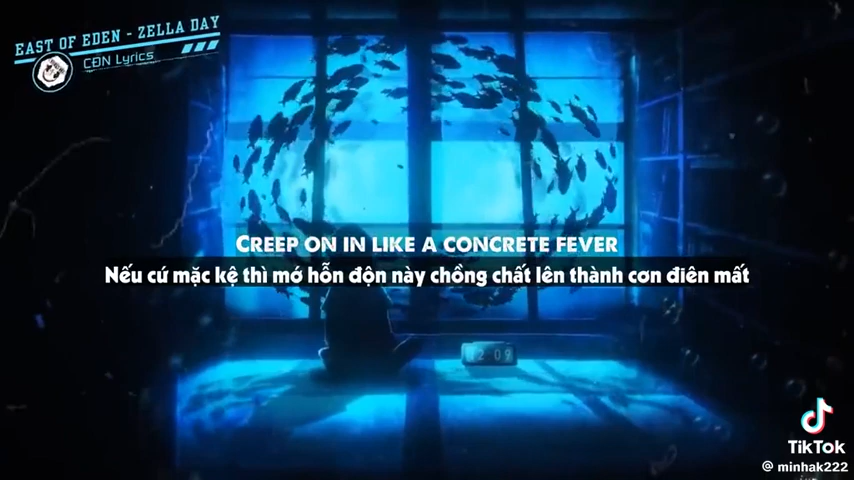 EAST OF EDEN - ZELLA DAY
CĐN Lyrics
CREEP ON IN LIKE A CONCRETE FEVER
Nếu cứ mặc kệ thì mớ hỗn độn này chồng chất lên thành cơn điên mất
2 09
TikTok
@ minhak222